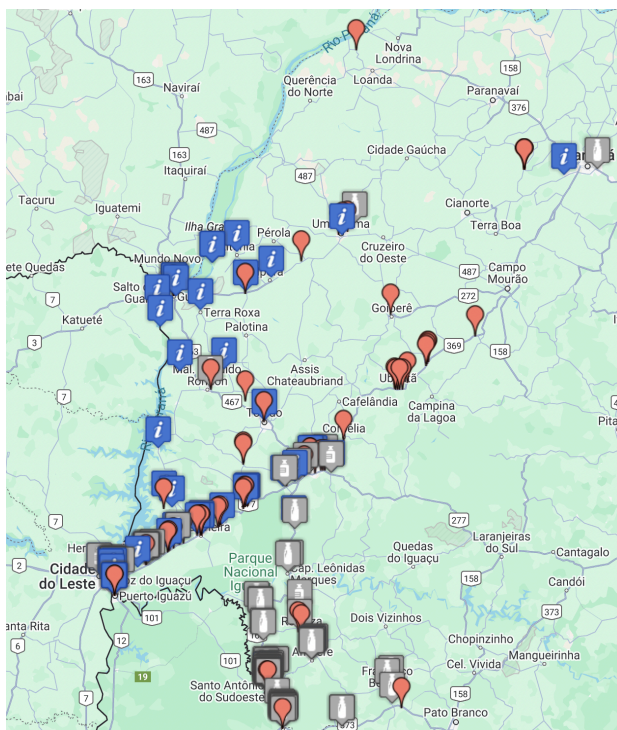 Rio Paraná
Nova
Londrina
163
Naviraí
Querência
do Norte
Loanda
158
Paranavaí
376
487
163
Itaquiraí
Cidade Gaúcha
487
Tacuru
Iguatemi
Cianorte
Terra Boa
Pérola
Cruzeiro
do Oeste
Mundo Novo
487
Campo
Mourão
272
7
Salto
Katueté
Terra Roxa
Palotina
Goioerê
3
369
158
Assis
Chateaubriand
7
467
Cafelândia
Campina
da Lagoa
7
277
Laranjeiras
do Sul
Cantagalo
2
Cidade
do Leste
Puerto Iguazú
Parque
Nacional
Quedas
do Iguaçu
158
Candói
Cap. Leônidas
Marques
101
Dois Vizinhos
373
6
12
Chopinzinho
Mangueirinha
101
Cel. Vivida
19
Santo Antônio
do Sudoeste
7
158
Pato Branco